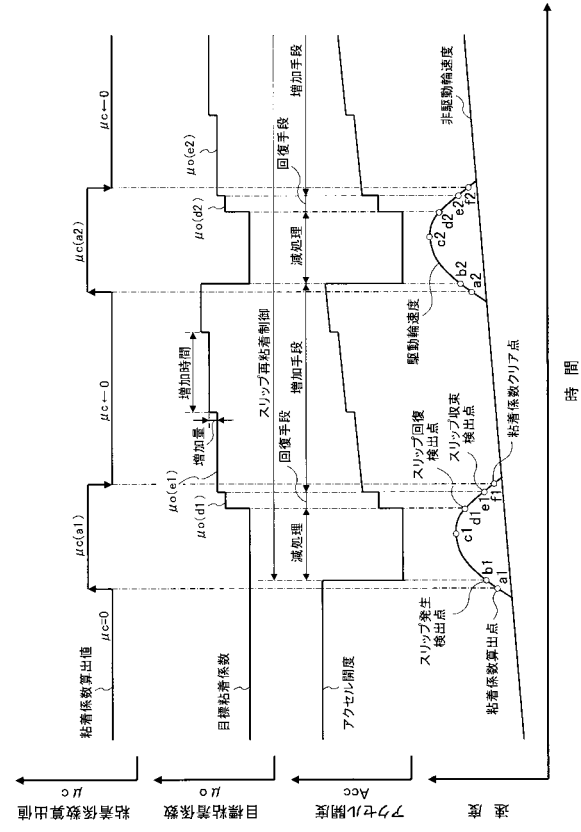 粘着係数算出値
μc
粘着係数算出値
μc=0
μc(a1)
μc←0
μc(a2)
μc←0
目標粘着係数
μo
目標粘着係数
μo(d1)
μo(e1)
増加量
増加時間
μo(d2)
μo(e2)
スリップ再粘着制御
減処理
回復手段
増加手段
減処理
回復手段
増加手段
アクセル開度
Acc
アクセル開度
速度
スリップ発生
検出点
粘着係数算出点
a1
b1
c1
d1
e1
f1
スリップ回復
検出点
スリップ収束
検出点
粘着係数クリア点
駆動輪速度
a2
b2
c2
d2
e2
f2
非駆動輪速度
時間